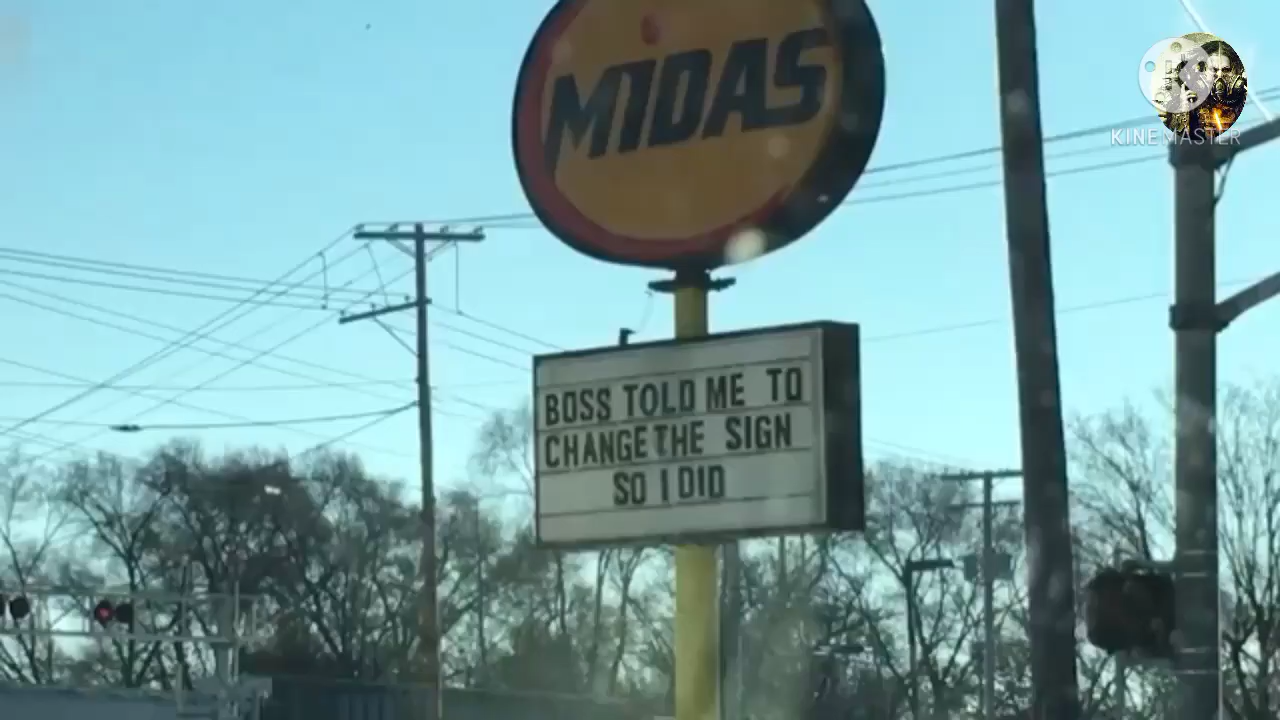 MIDAS
KINEMASTER
BOSS TOLD ME TO
CHANGE THE SIGN
SO I DID